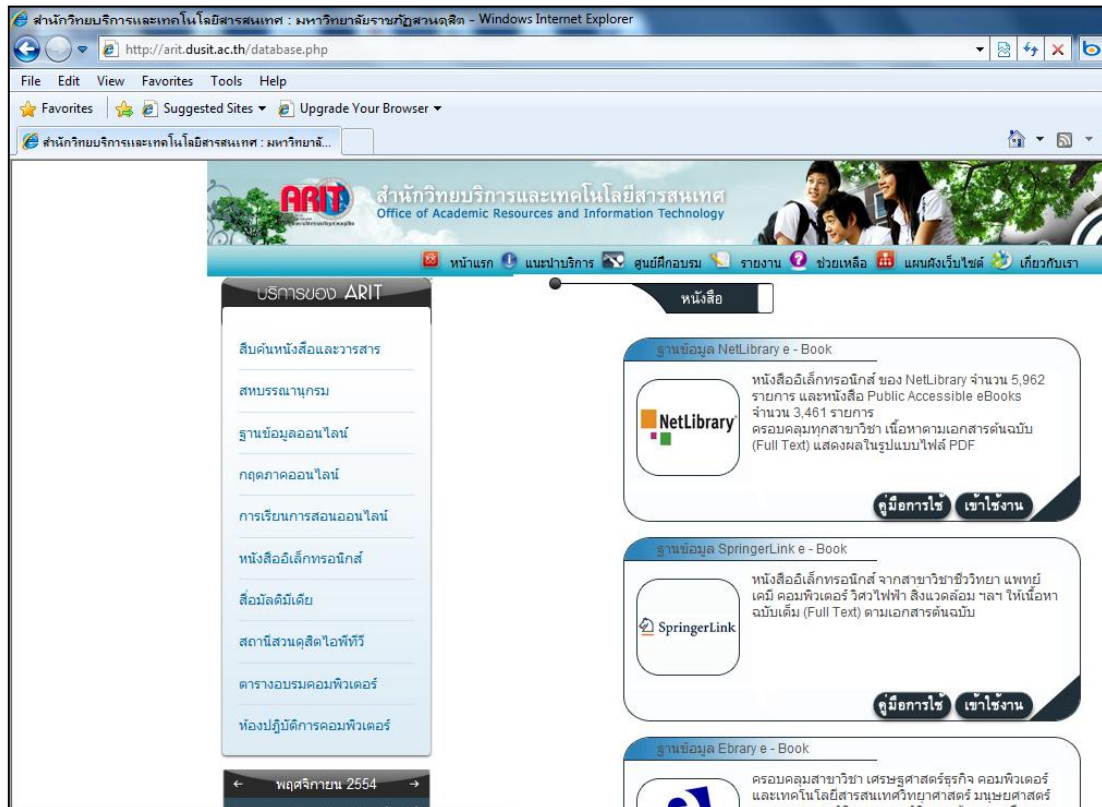 สำนักวิทยบริการและเทคโนโลยีสารสนเทศ : มหาวิทยาลัยราชภัฏสวนดุสิต - Windows Internet Explorer
http://arit.dusit.ac.th/database.php
File Edit View Favorites Tools Help
Favorites Suggested Sites Upgrade Your Browser
สำนักวิทยบริการและเทคโนโลยีสารสนเทศ : มหาวิทยาลั...
ARIT
สำนักวิทยบริการและเทคโนโลยีสารสนเทศ
Office of Academic Resources and Information Technology
หน้าแรก แนะนำบริการ ศูนย์ฝึกอบรม รายงาน ช่วยเหลือ แผนผังเว็บไซต์ เกี่ยวกับเรา
บริการของ ARIT
สืบค้นหนังสือและวารสาร
สหบรรณานุกรม
ฐานข้อมูลออนไลน์
กฤตภาคออนไลน์
การเรียนการสอนออนไลน์
หนังสืออิเล็กทรอนิกส์
สื่อมัลติมีเดีย
สถานีสวนดุสิตไอพีทีวี
ตารางอบรมคอมพิวเตอร์
ห้องปฏิบัติการคอมพิวเตอร์
← พฤศจิกายน 2554 →
หนังสือ
ฐานข้อมูล NetLibrary e - Book
NetLibrary
หนังสืออิเล็กทรอนิกส์ ของ NetLibrary จำนวน 5,962
รายการ และหนังสือ Public Accessible eBooks
จำนวน 3,461 รายการ
ครอบคลุมทุกสาขาวิชา เนื้อหาตามเอกสารต้นฉบับ
(Full Text) แสดงผลในรูปแบบไฟล์ PDF
คู่มือการใช้ เข้าใช้งาน
ฐานข้อมูล SpringerLink e - Book
SpringerLink
หนังสืออิเล็กทรอนิกส์ จากสาขาวิชาชีววิทยา แพทย์
เคมี คอมพิวเตอร์ วิศวไฟฟ้า สิ่งแวดล้อม ฯลฯ ให้เนื้อหา
ฉบับเต็ม (Full Text) ตามเอกสารต้นฉบับ
คู่มือการใช้ เข้าใช้งาน
ฐานข้อมูล Ebrary e - Book
ครอบคลุมสาขาวิชา เศรษฐศาสตร์ธุรกิจ คอมพิวเตอร์
และเทคโนโลยีสารสนเทศวิทยาศาสตร์ มนุษยศาสตร์